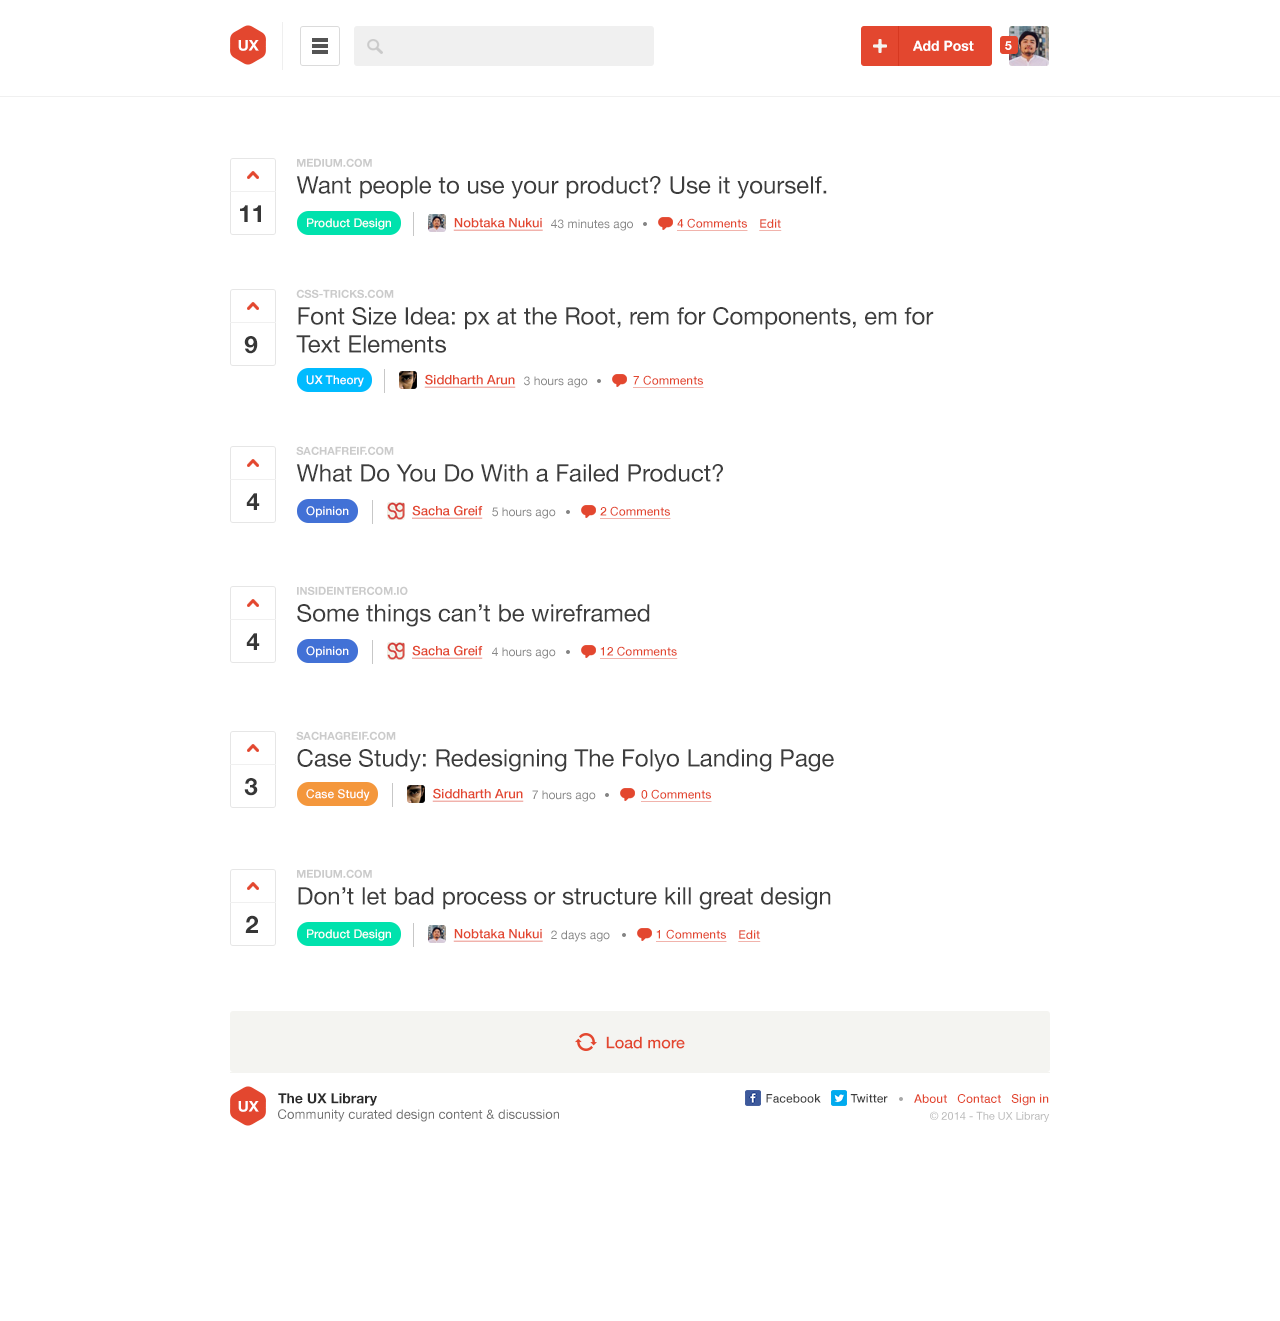 UX
Add Post
5
MEDIUM.COM
Want people to use your product? Use it yourself.
11
Product Design Nobtaka Nukui 43 minutes ago • 4 Comments Edit
CSS-TRICKS.COM
Font Size Idea: px at the Root, rem for Components, em for
Text Elements
9
UX Theory Siddharth Arun 3 hours ago • 7 Comments
SACHAFREIF.COM
What Do You Do With a Failed Product?
4
Opinion Sacha Greif 5 hours ago • 2 Comments
INSIDEINTERCOM.IO
Some things can’t be wireframed
4
Opinion Sacha Greif 4 hours ago • 12 Comments
SACHAGREIF.COM
Case Study: Redesigning The Folyo Landing Page
3
Case Study Siddharth Arun 7 hours ago • 0 Comments
MEDIUM.COM
Don’t let bad process or structure kill great design
2
Product Design Nobtaka Nukui 2 days ago • 1 Comments Edit
Load more
UX
The UX Library
Community curated design content & discussion
Facebook Twitter • About Contact Sign in
© 2014 - The UX Library